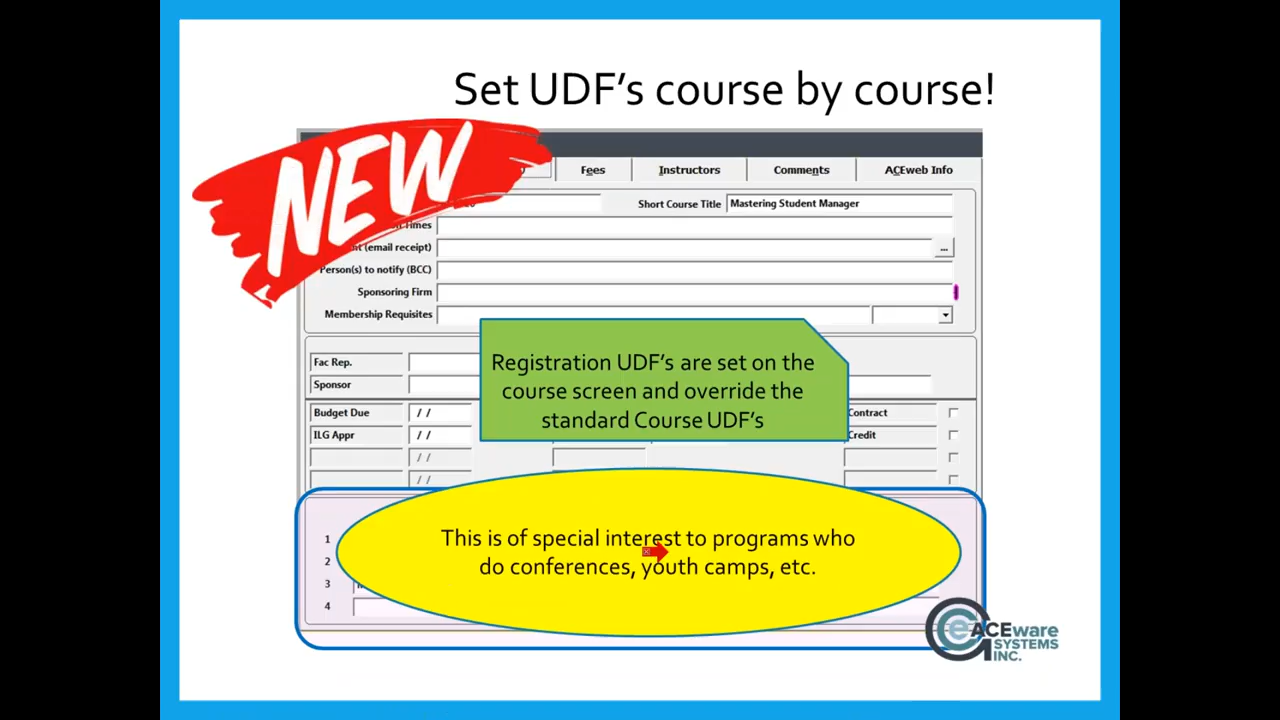 Set UDF's course by course!
NEW
Fees
Instructors
Comments
ACEweb Info
Short Course Title Mastering Student Manager
Times
(email receipt)
...
Person(s) to notify (BCC)
Sponsoring Firm
Membership Requisites
Registration UDF's are set on the
course screen and override the
standard Course UDF's
Fac Rep.
Sponsor
Budget Due / /
Contract
ILG Appr / /
Credit
/ /
/ /
This is of special interest to programs who
do conferences, youth camps, etc.
1
2
3
4
ACEware
SYSTEMS
INC.